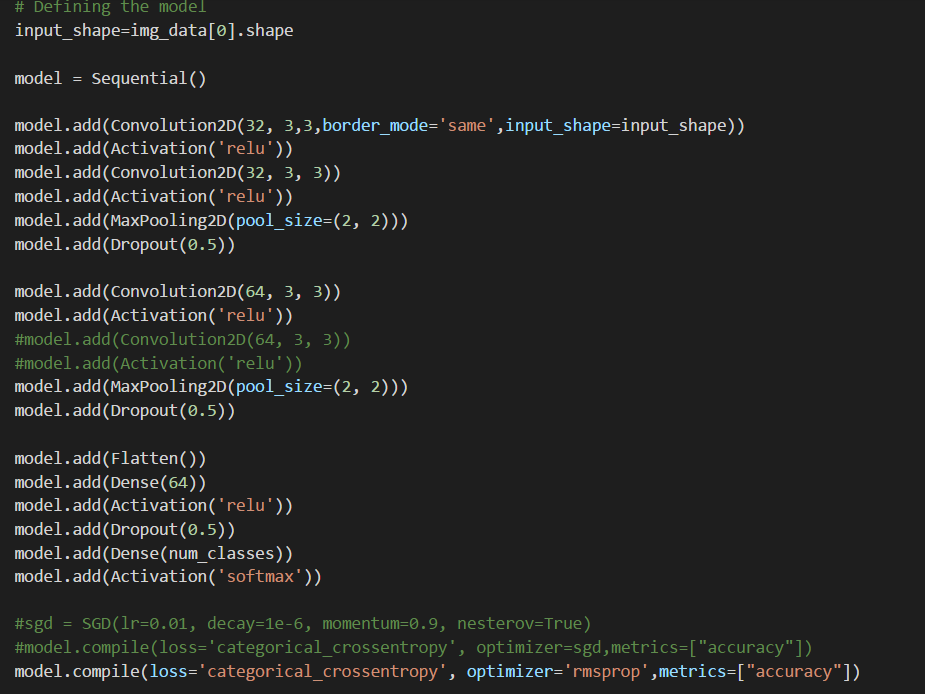 # Defining the model
input_shape=img_data[0].shape
model = Sequential()
model.add(Convolution2D(32, 3,3,border_mode='same',input_shape=input_shape))
model.add(Activation('relu'))
model.add(Convolution2D(32, 3, 3))
model.add(Activation('relu'))
model.add(MaxPooling2D(pool_size=(2, 2)))
model.add(Dropout(0.5))
model.add(Convolution2D(64, 3, 3))
model.add(Activation('relu'))
#model.add(Convolution2D(64, 3, 3))
#model.add(Activation('relu'))
model.add(MaxPooling2D(pool_size=(2, 2)))
model.add(Dropout(0.5))
model.add(Flatten())
model.add(Dense(64))
model.add(Activation('relu'))
model.add(Dropout(0.5))
model.add(Dense(num_classes))
model.add(Activation('softmax'))
#sgd = SGD(lr=0.01, decay=1e-6, momentum=0.9, nesterov=True)
#model.compile(loss='categorical_crossentropy', optimizer=sgd,metrics=["accuracy"])
model.compile(loss='categorical_crossentropy', optimizer='rmsprop',metrics=["accuracy"])